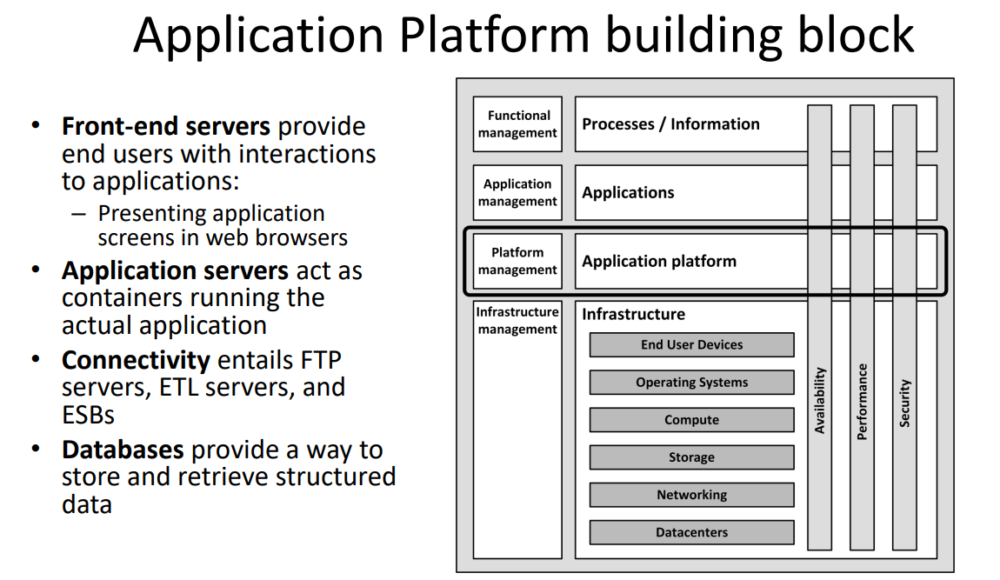 Application Platform building block
• Front-end servers provide
end users with interactions
to applications:
– Presenting application
screens in web browsers
• Application servers act as
containers running the
actual application
• Connectivity entails FTP
servers, ETL servers, and
ESBs
• Databases provide a way to
store and retrieve structured
data
Functional
management
Processes / Information
Application
management
Applications
Platform
management
Application platform
Infrastructure
management
Infrastructure
End User Devices
Operating Systems
Compute
Storage
Networking
Datacenters
Availability
Performance
Security